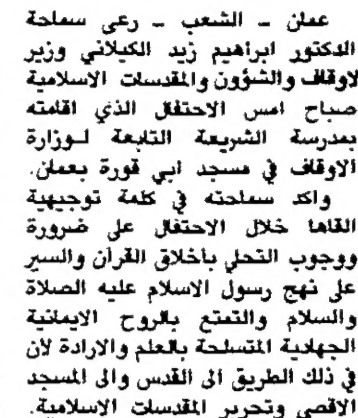 عمان - الشعب - رعى سماحة
الدكتور ابراهيم زيد الكيلاني وزير
لاوقاف والشؤون والمقدسات الاسلامية
صباح امس الاحتفال الذي اقامته
بمدرسة الشريعة التابعة لوزارة
الاوقاف في مسجد ابي قورة بعمان.
واكد سماحته في كلمة توجيهية
القاها خلال الاحتفال على ضرورة
ووجوب التحلي بأخلاق القرآن والسير
على نهج رسول الاسلام عليه الصلاة
والسلام والتمتع بالروح الايمانية
الجهادية المتسلحة بالعلم والارادة لأن
في ذلك الطريق الى القدس والى المسجد
الاقصى وتحرير المقدسات الاسلامية.